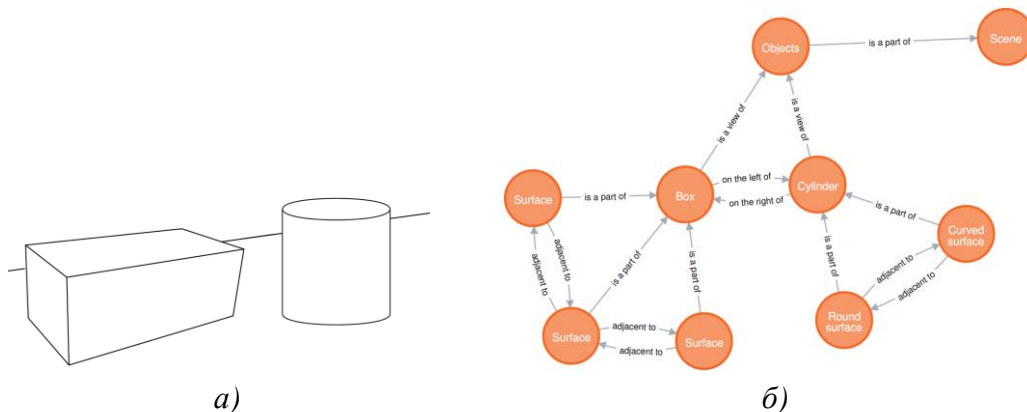 Scene
Objects
is a part of
is a view of
is a view of
Surface
is a part of
Box
on the left of
on the right of
Cylinder
is a part of
Curved
surface
adjacent to
adjacent to
is a part of
is a part of
is a part of
adjacent to
adjacent to
Surface
adjacent to
adjacent to
Surface
Round
surface
а)
б)